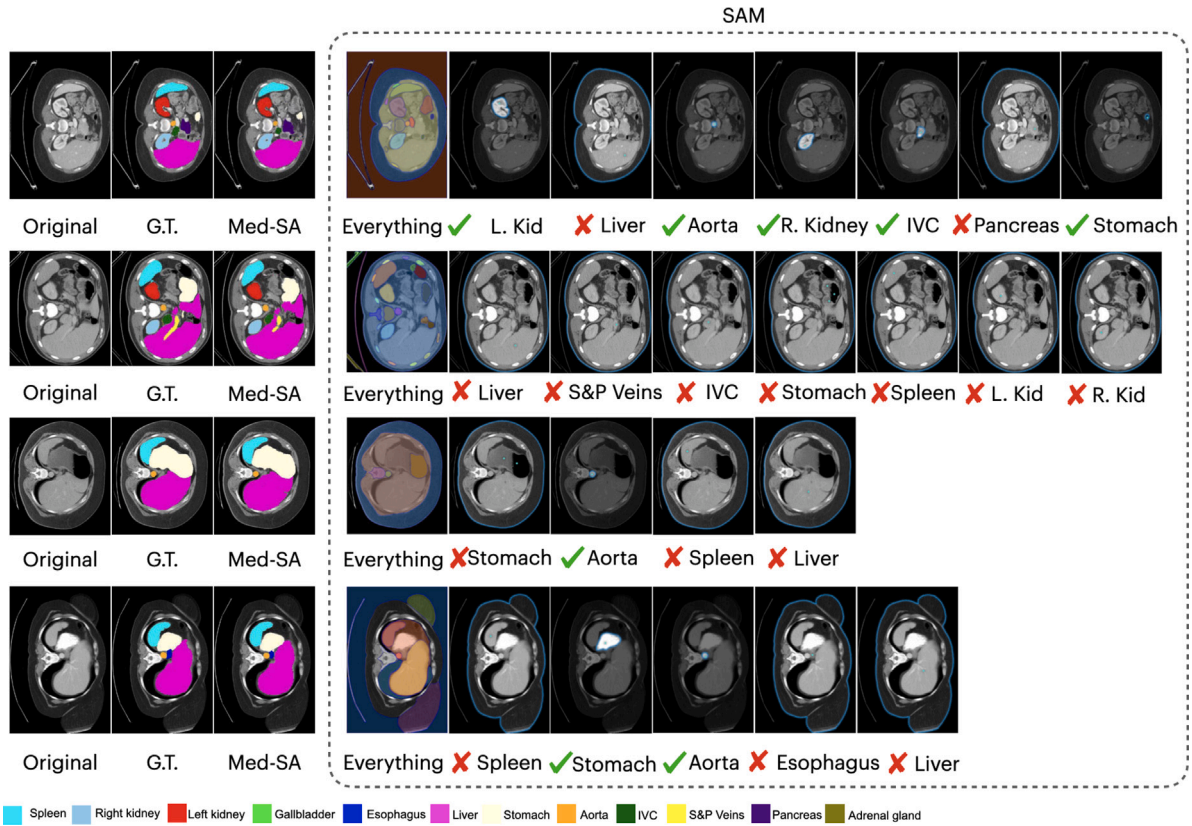 SAM
Original G.T. Med-SA Everything ✓ L. Kid ✗ Liver ✓ Aorta ✓ R. Kidney ✓ IVC ✗ Pancreas ✓ Stomach
Original G.T. Med-SA Everything ✗ Liver ✗ S&P Veins ✗ IVC ✗ Stomach ✗ Spleen ✗ L. Kid ✗ R. Kid
Original G.T. Med-SA Everything ✗ Stomach ✓ Aorta ✗ Spleen ✗ Liver
Original G.T. Med-SA Everything ✗ Spleen ✓ Stomach ✓ Aorta ✗ Esophagus ✗ Liver
Spleen Right kidney Left kidney Gallbladder Esophagus Liver Stomach Aorta IVC S&P Veins Pancreas Adrenal gland